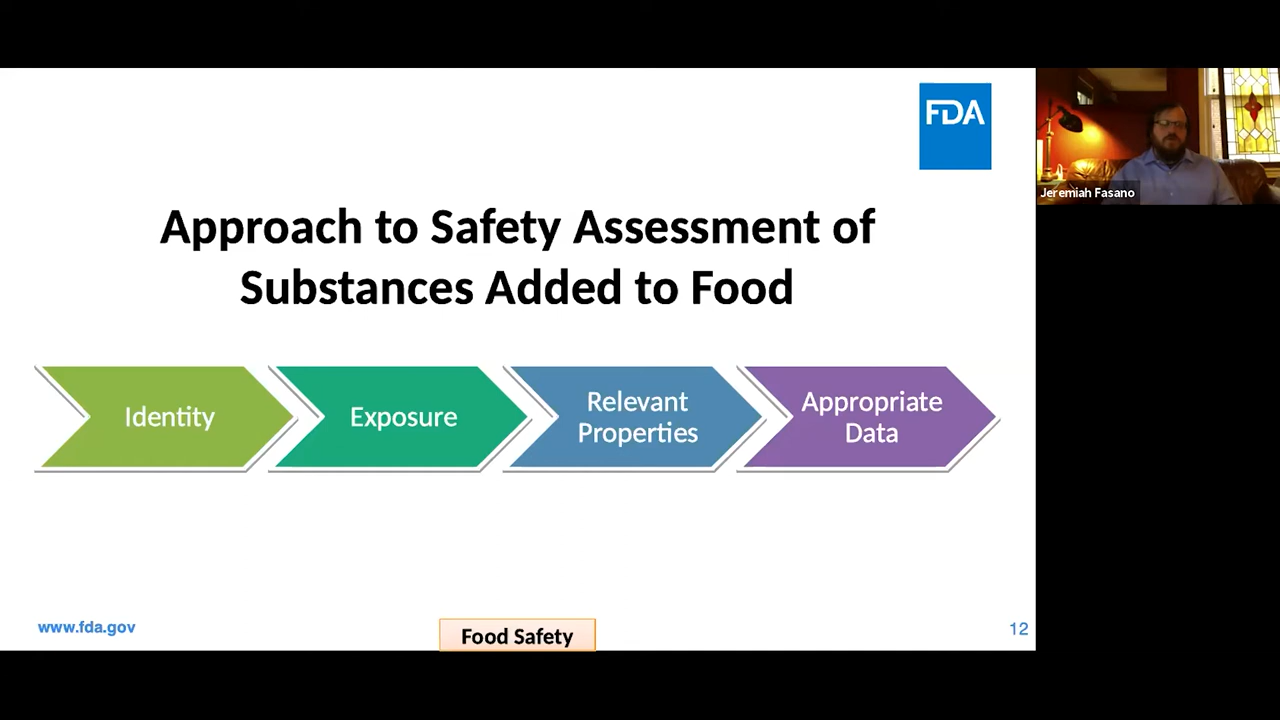 FDA
Jeremiah Fasano
Approach to Safety Assessment of
Substances Added to Food
Identity
Exposure
Relevant
Properties
Appropriate
Data
www.fda.gov
Food Safety
12